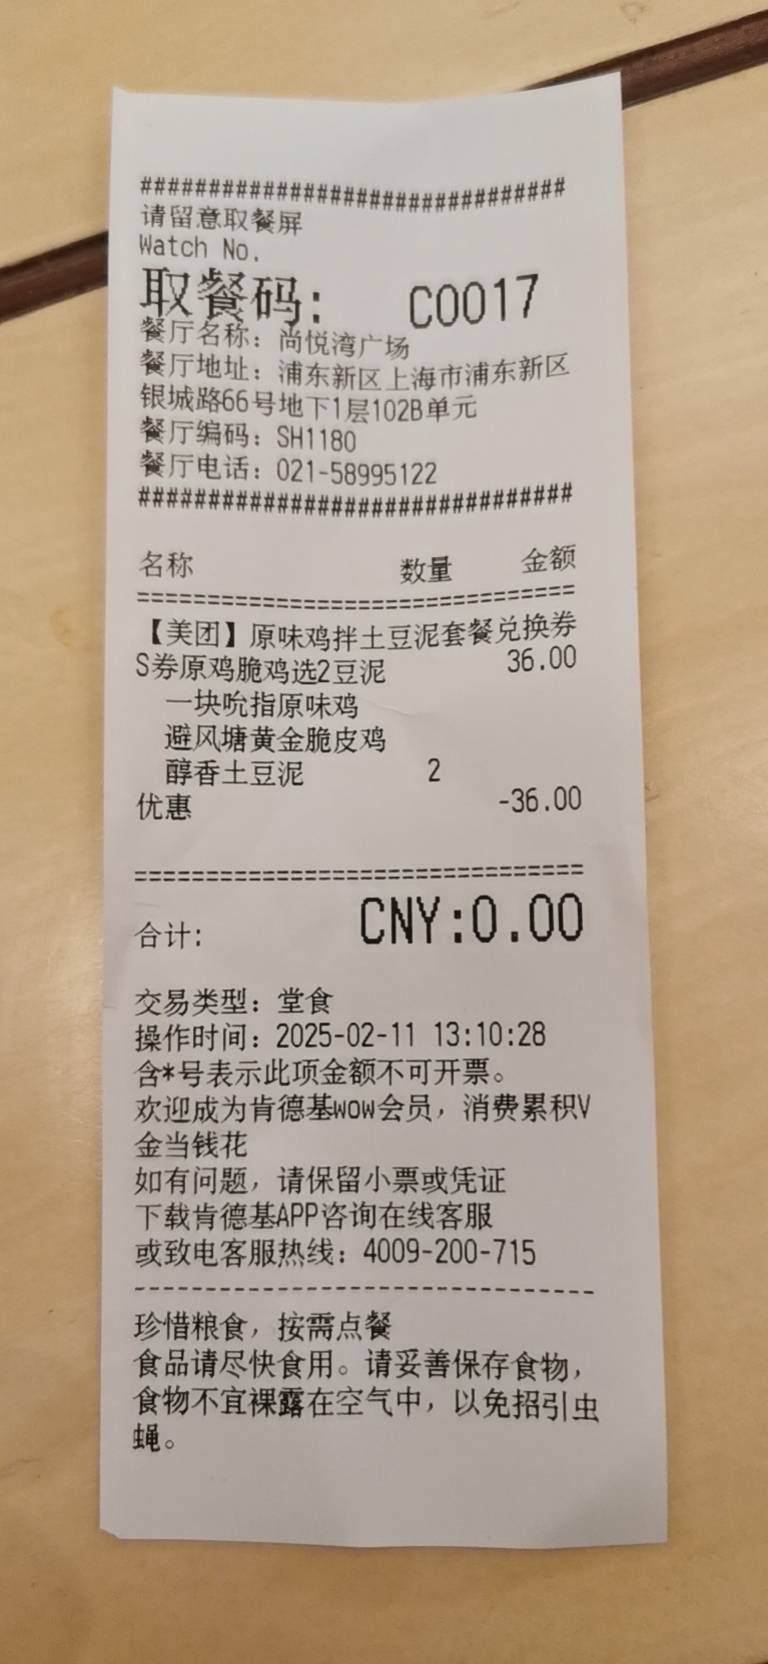 ###############################
请留意取餐屏
Watch No.
取餐码: C0017
餐厅名称: 尚悦湾广场
餐厅地址: 浦东新区上海市浦东新区
银城路66号地下1层102B单元
餐厅编码: SH1180
餐厅电话: 021-58995122
###############################
名称 数量 金额
===============================
【美团】原味鸡拌土豆泥套餐兑换券
S券原鸡脆鸡选2豆泥 36.00
一块吮指原味鸡
避风塘黄金脆皮鸡
醇香土豆泥 2
优惠 -36.00
===============================
合计: CNY:0.00
交易类型: 堂食
操作时间: 2025-02-11 13:10:28
含*号表示此项金额不可开票。
欢迎成为肯德基wow会员, 消费累积V
金当钱花
如有问题, 请保留小票或凭证
下载肯德基APP咨询在线客服
或致电客服热线: 4009-200-715
--------------------------------
珍惜粮食, 按需点餐
食品请尽快食用。请妥善保存食物,
食物不宜裸露在空气中, 以免招引虫
蝇。